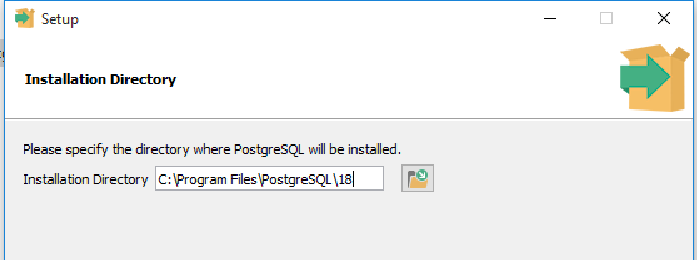 Setup
Installation Directory
Please specify the directory where PostgreSQL will be installed.
Installation Directory C:\Program Files\PostgreSQL\18